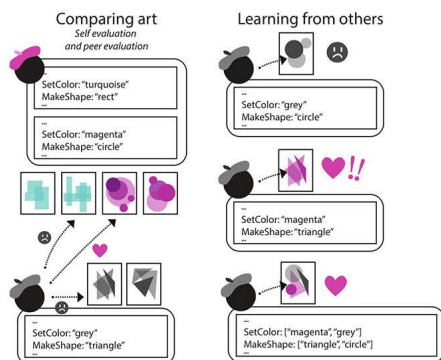 Comparing art
Self evaluation
and peer evaluation
...
SetColor: "turquoise"
MakeShape: "rect"
...
...
SetColor: "magenta"
MakeShape: "circle"
...
...
SetColor: "grey"
MakeShape: "triangle"
...
Learning from others
...
SetColor: "grey"
MakeShape: "circle"
...
!!
...
SetColor: "magenta"
MakeShape: "triangle"
...
...
SetColor: ["magenta", "grey"]
MakeShape: ["triangle", "circle"]
...